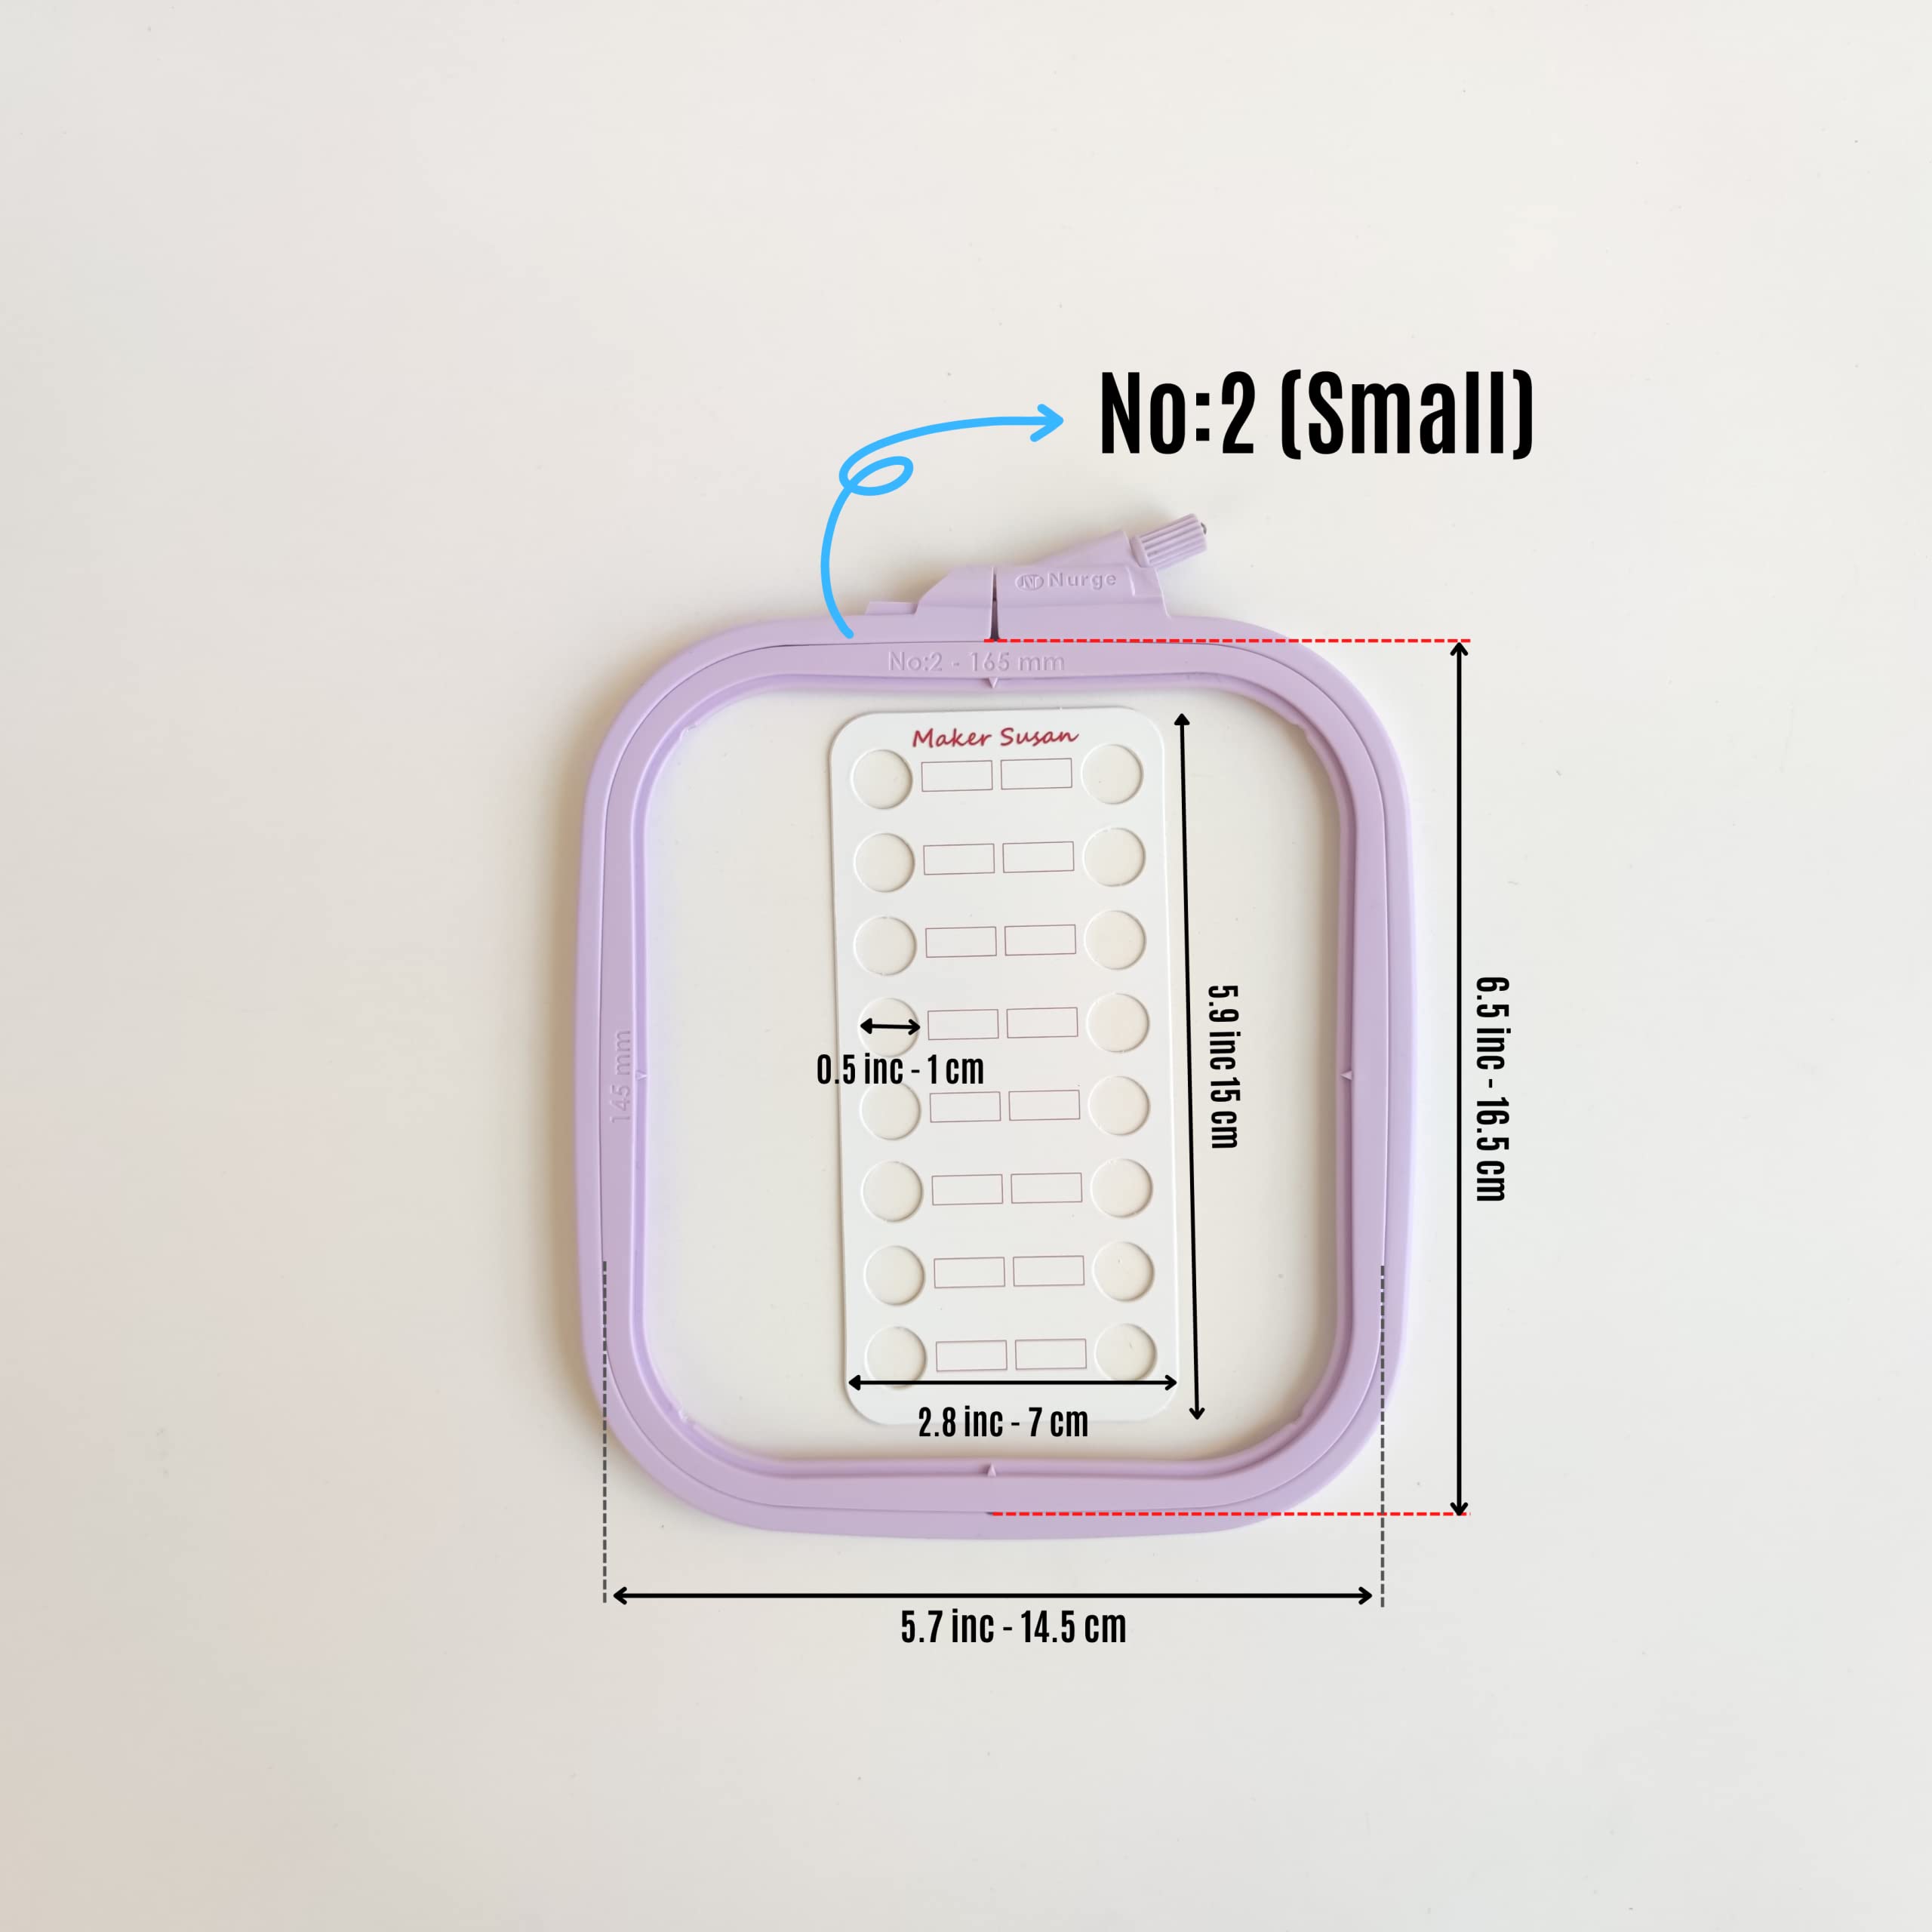 No:2 (Small)
Nurge
No:2 - 165 mm
Maker Susan
145 mm
0.5 inc - 1 cm
5.9 inc 15 cm
6.5 inc - 16.5 cm
2.8 inc - 7 cm
5.7 inc - 14.5 cm